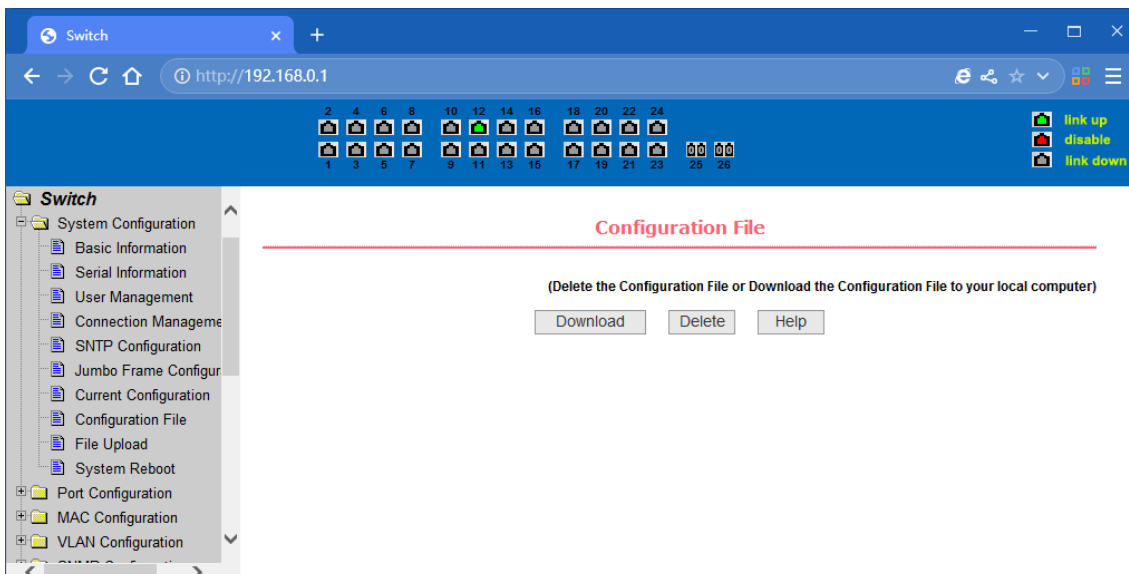 Switch
http://192.168.0.1
2 4 6 8 10 12 14 16 18 20 22 24
1 3 5 7 9 11 13 15 17 19 21 23 25 26
link up
disable
link down
Switch
System Configuration
Basic Information
Serial Information
User Management
Connection Manageme
SNTP Configuration
Jumbo Frame Configur
Current Configuration
Configuration File
File Upload
System Reboot
Port Configuration
MAC Configuration
VLAN Configuration
Configuration File
(Delete the Configuration File or Download the Configuration File to your local computer)
Download Delete Help